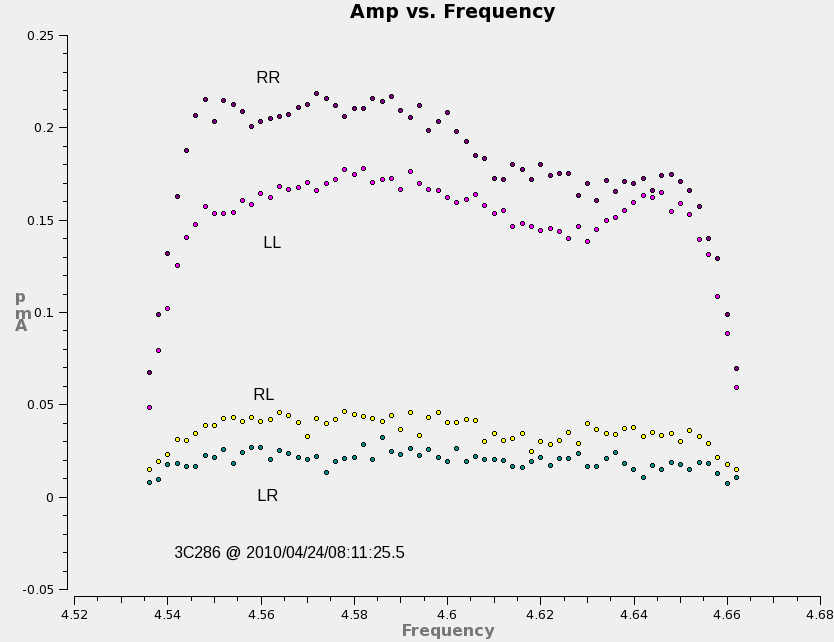 Amp vs. Frequency
0.25
RR
0.2
0.15
LL
p
m
A
0.1
RL
0.05
LR
0
3C286 @ 2010/04/24/08:11:25.5
-0.05
4.52 4.54 4.56 4.58 4.6 4.62 4.64 4.66 4.68
Frequency